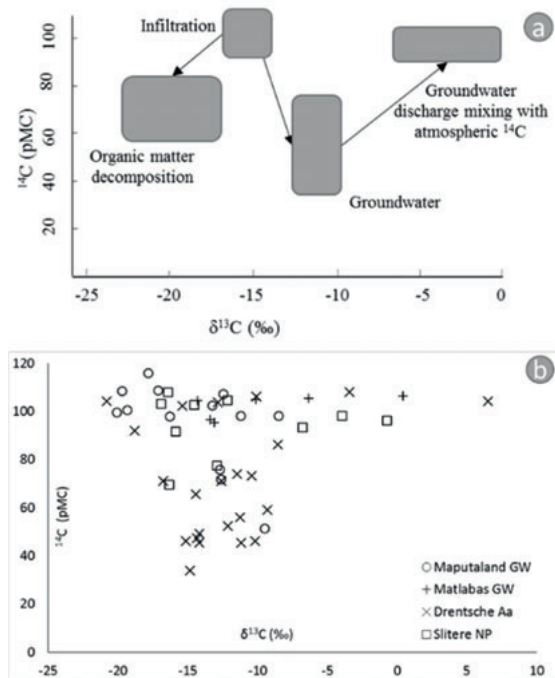 a
Infiltration
Organic matter
decomposition
Groundwater
Groundwater
discharge mixing with
atmospheric ¹⁴C
¹⁴C (pMC)
100
80
60
40
20
-25 -20 -15 -10 -5 0
δ¹³C (‰)
b
120
100
80
60
40
20
0
¹⁴C (pMC)
Maputaland GW
Matlabas GW
Drentsche Aa
Slitere NP
δ¹³C (‰)
-25 -20 -15 -10 -5 0 5 10